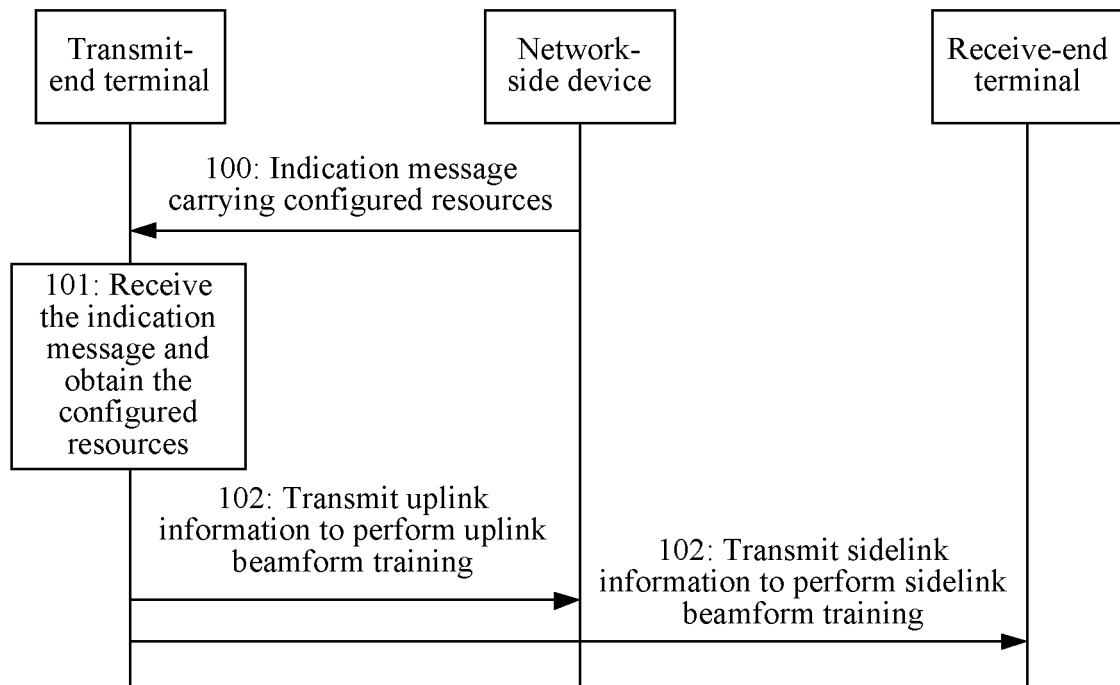 Transmit-
end terminal
Network-
side device
Receive-end
terminal
100: Indication message
carrying configured resources
101: Receive
the indication
message and
obtain the
configured
resources
102: Transmit uplink
information to perform uplink
beamform training
102: Transmit sidelink
information to perform sidelink
beamform training